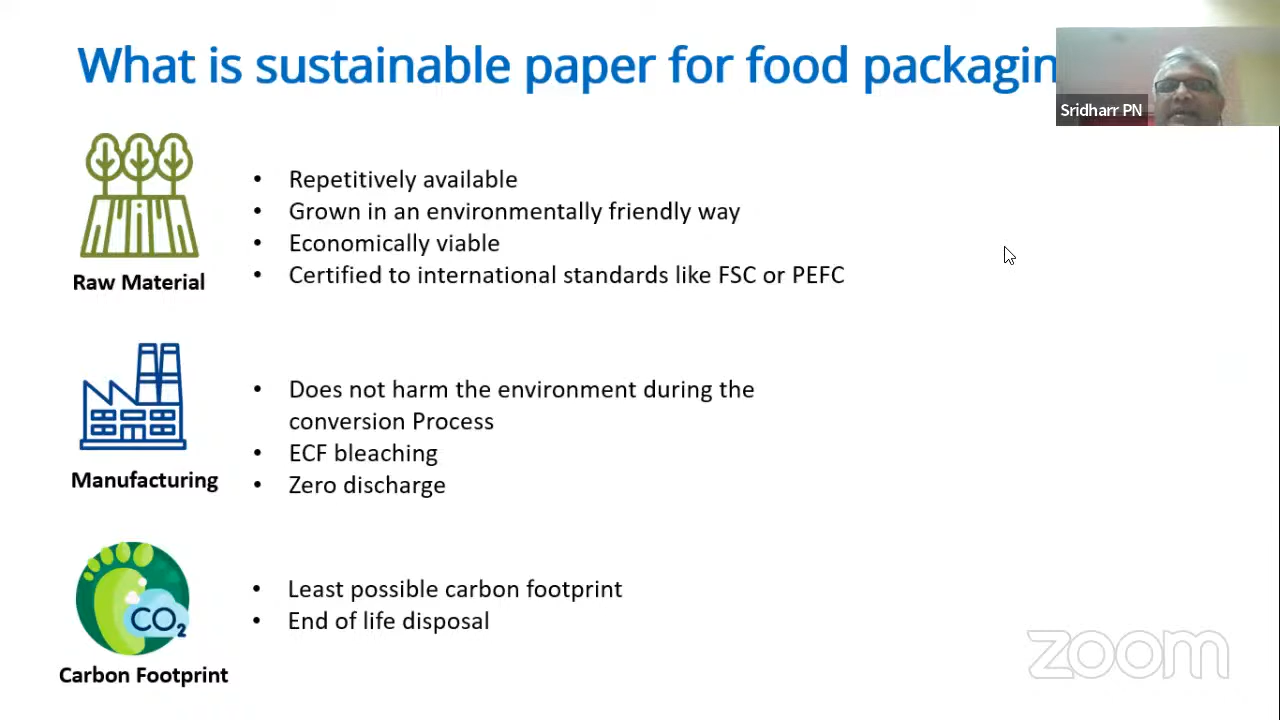 What is sustainable paper for food packagin
Sridharr PN
• Repetitively available
• Grown in an environmentally friendly way
• Economically viable
• Certified to international standards like FSC or PEFC
Raw Material
• Does not harm the environment during the
conversion Process
• ECF bleaching
• Zero discharge
Manufacturing
• Least possible carbon footprint
• End of life disposal
CO2
Carbon Footprint
zoom